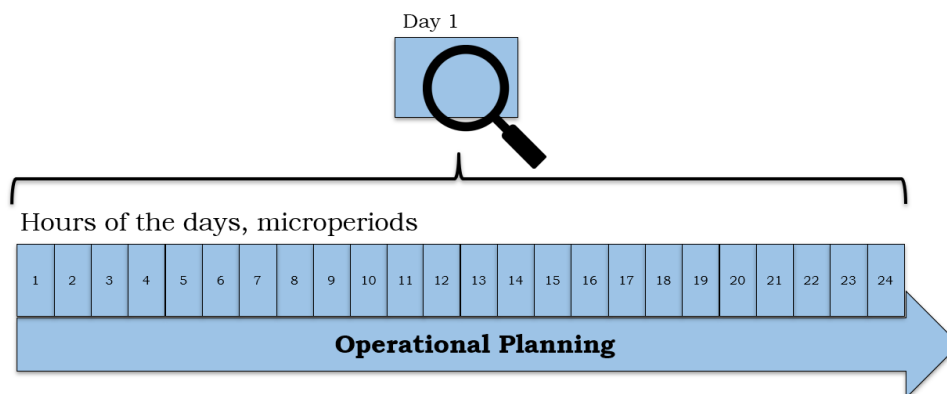 Day 1
Hours of the days, microperiods
1 2 3 4 5 6 7 8 9 10 11 12 13 14 15 16 17 18 19 20 21 22 23 24
Operational Planning